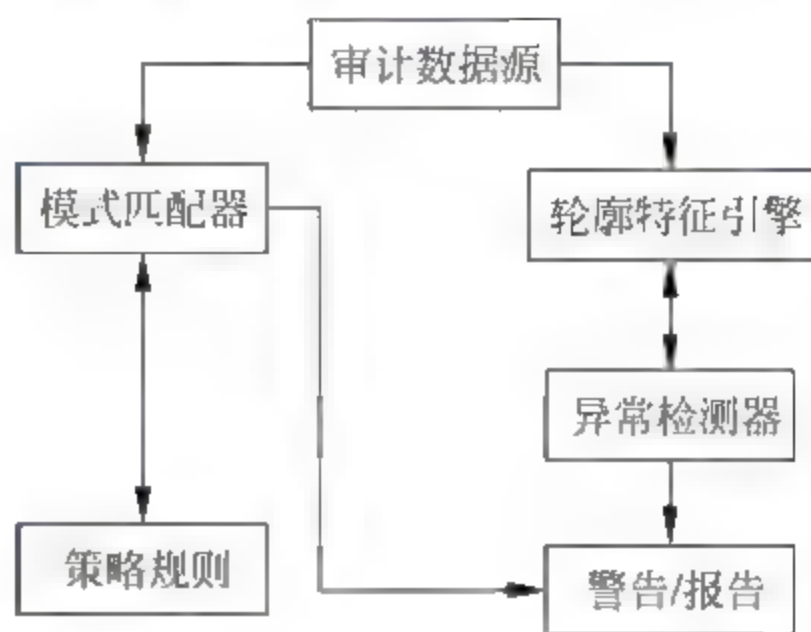 审计数据源
模式匹配器
轮廓特征引擎
异常检测器
策略规则
警告/报告